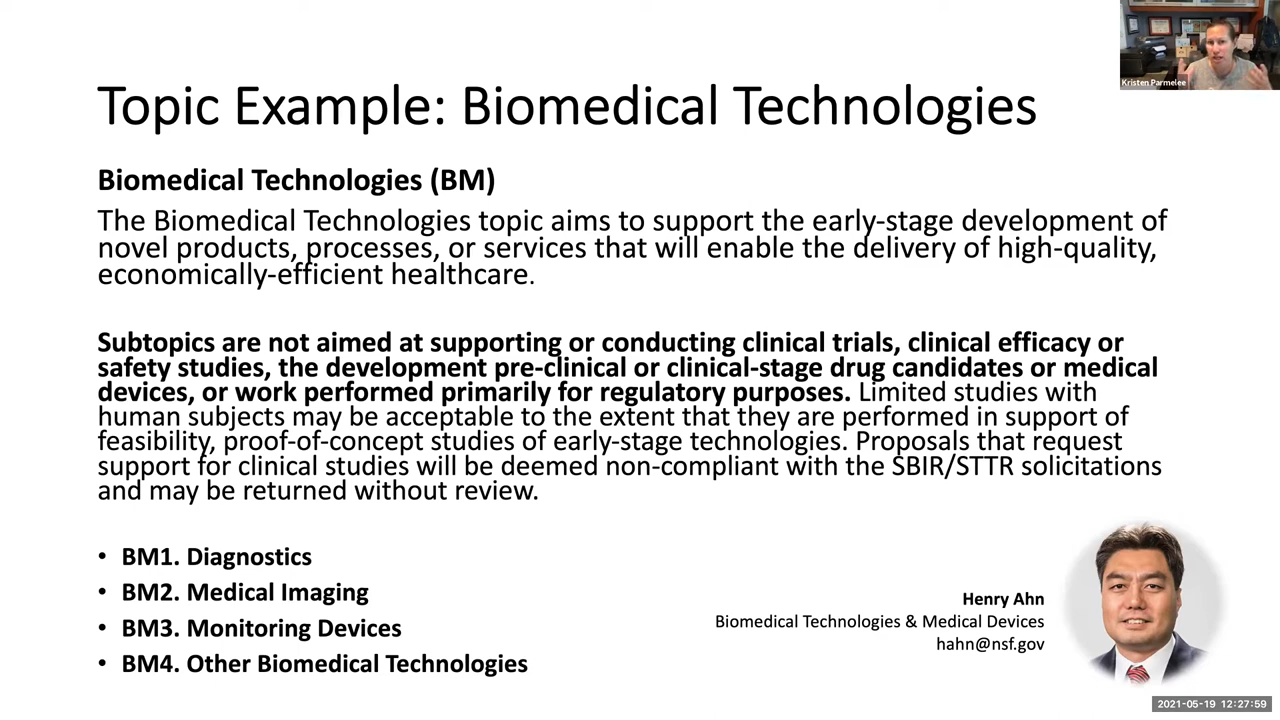 Kristen Parmelee
Topic Example: Biomedical Technologies
Biomedical Technologies (BM)
The Biomedical Technologies topic aims to support the early-stage development of
novel products, processes, or services that will enable the delivery of high-quality,
economically-efficient healthcare.
Subtopics are not aimed at supporting or conducting clinical trials, clinical efficacy or
safety studies, the development pre-clinical or clinical-stage drug candidates or medical
devices, or work performed primarily for regulatory purposes. Limited studies with
human subjects may be acceptable to the extent that they are performed in support of
feasibility, proof-of-concept studies of early-stage technologies. Proposals that request
support for clinical studies will be deemed non-compliant with the SBIR/STTR solicitations
and may be returned without review.
• BM1. Diagnostics
• BM2. Medical Imaging
• BM3. Monitoring Devices
• BM4. Other Biomedical Technologies
Henry Ahn
Biomedical Technologies & Medical Devices
hahn@nsf.gov
2021-05-19 12:27:59